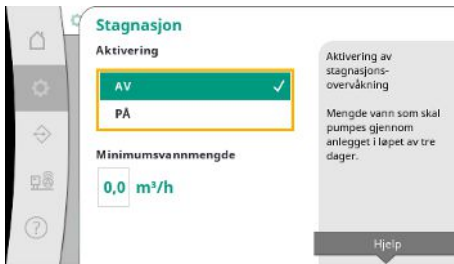 Stagnasjon
Aktivering
AV
PÅ
Minimumsvannmengde
0,0 m³/h
Aktivering av
stagnasjons-
overvåkning
Mengde vann som skal
pumpes gjennom
anlegget i løpet av tre
dager.
Hjelp